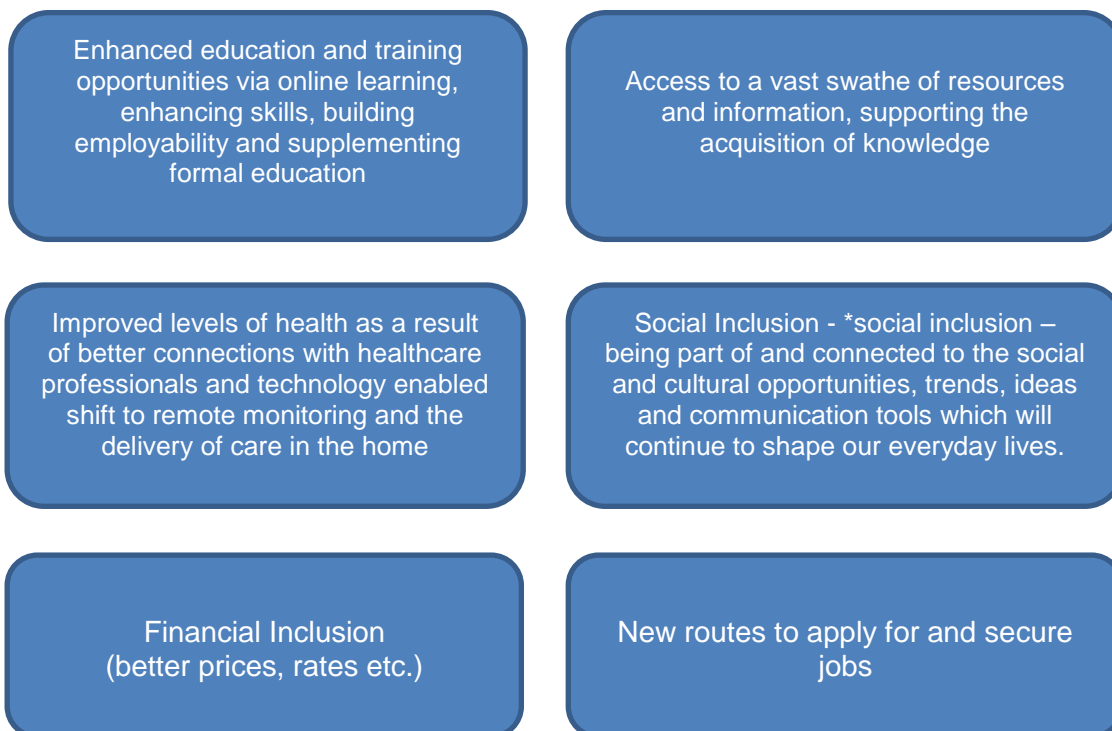 Enhanced education and training
opportunities via online learning,
enhancing skills, building
employability and supplementing
formal education
Access to a vast swathe of resources
and information, supporting the
acquisition of knowledge
Improved levels of health as a result
of better connections with healthcare
professionals and technology enabled
shift to remote monitoring and the
delivery of care in the home
Social Inclusion - *social inclusion –
being part of and connected to the social
and cultural opportunities, trends, ideas
and communication tools which will
continue to shape our everyday lives.
Financial Inclusion
(better prices, rates etc.)
New routes to apply for and secure
jobs